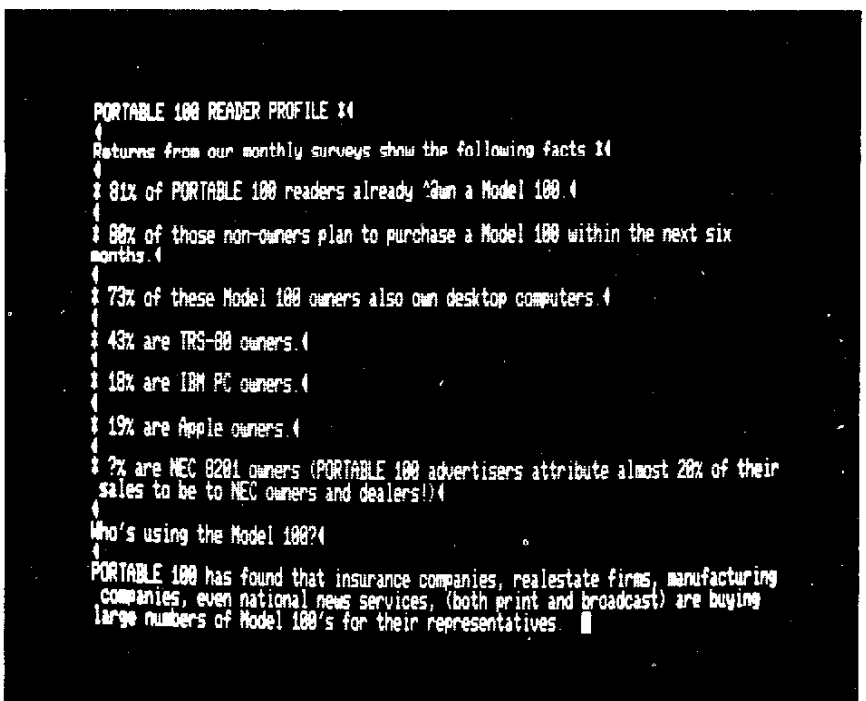 PORTABLE 100 READER PROFILE *◀
◀
Returns from our monthly surveys show the following facts *◀
◀
* 81% of PORTABLE 100 readers already a Model 100.◀
◀
* 80% of those non-owners plan to purchase a Model 100 within the next six
months.◀
◀
* 73% of these Model 100 owners also own desktop computers.◀
◀
* 43% are TRS-80 owners.◀
◀
* 18% are IBM PC owners.◀
◀
* 19% are Apple owners.◀
◀
* ?% are NEC 8201 owners (PORTABLE 100 advertisers attribute almost 20% of their
sales to be to NEC owners and dealers!)◀
◀
Who's using the Model 100?◀
◀
PORTABLE 100 has found that insurance companies, realestate firms, manufacturing
companies, even national news services, (both print and broadcast) are buying
large numbers of Model 100's for their representatives.